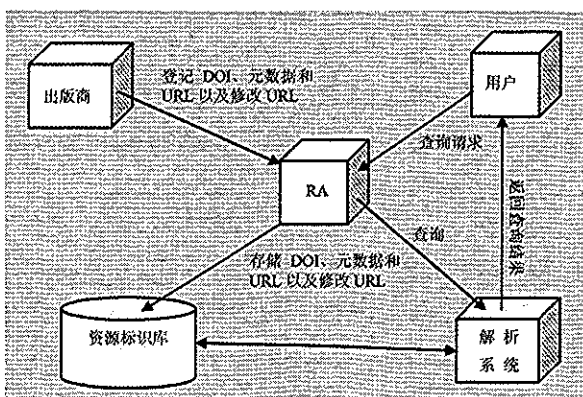 出版商
登记 DOI、元数据和
URL 以及修改 URL
用户
查询请求
RA
查询
返回查询结果
存储 DOI、元数据和
URL 以及修改 URL
资源标识库
解析
系统